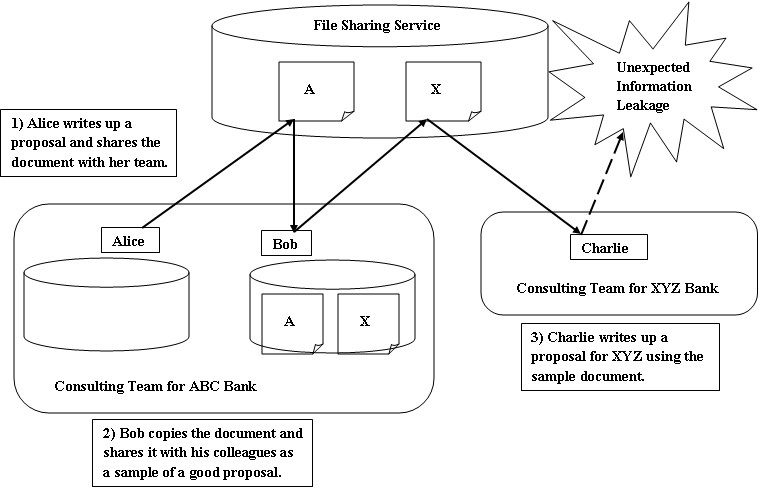 File Sharing Service
A
X
Unexpected
Information
Leakage
1) Alice writes up a
proposal and shares the
document with her team.
Alice
Bob
A
X
Consulting Team for ABC Bank
Charlie
Consulting Team for XYZ Bank
3) Charlie writes up a
proposal for XYZ using the
sample document.
2) Bob copies the document and
shares it with his colleagues as
a sample of a good proposal.